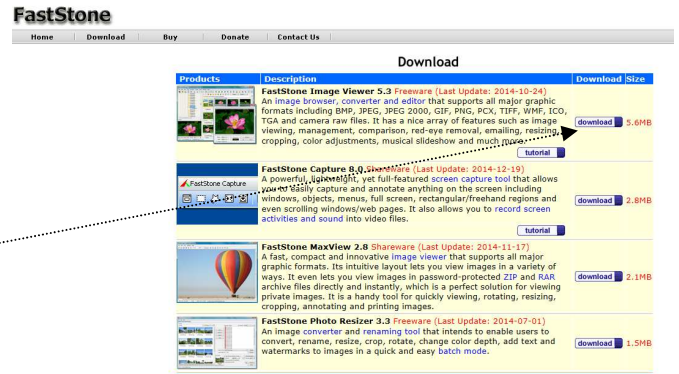 FastStone
Home Download Buy Donate Contact Us
Download
Products Description Download Size
FastStone Image Viewer 5.3 Freeware (Last Update: 2014-10-24)
An image browser, converter and editor that supports all major graphic
formats including BMP, JPEG, JPEG 2000, GIF, PNG, PCX, TIFF, WMF, ICO,
TGA and camera raw files. It has a nice array of features such as image
viewing, management, comparison, red-eye removal, emailing, resizing,
cropping, color adjustments, musical slideshow and much more.
download 5.6MB
tutorial
FastStone Capture 8.0 Shareware (Last Update: 2014-12-19)
A powerful, lightweight, yet full-featured screen capture tool that allows
you to easily capture and annotate anything on the screen including
windows, objects, menus, full screen, rectangular/freehand regions and
even scrolling windows/web pages. It also allows you to record screen
activities and sound into video files.
FastStone Capture
download 2.8MB
tutorial
FastStone MaxView 2.8 Shareware (Last Update: 2014-11-17)
A fast, compact and innovative image viewer that supports all major
graphic formats. Its intuitive layout lets you view images in a variety of
ways. It even lets you view images in password-protected ZIP and RAR
archive files directly and instantly, which is a perfect solution for viewing
private images. It is a handy tool for quickly viewing, rotating, resizing,
cropping, annotating and printing images.
download 2.1MB
FastStone Photo Resizer 3.3 Freeware (Last Update: 2014-07-01)
An image converter and renaming tool that intends to enable users to
convert, rename, resize, crop, rotate, change color depth, add text and
watermarks to images in a quick and easy batch mode.
download 1.5MB